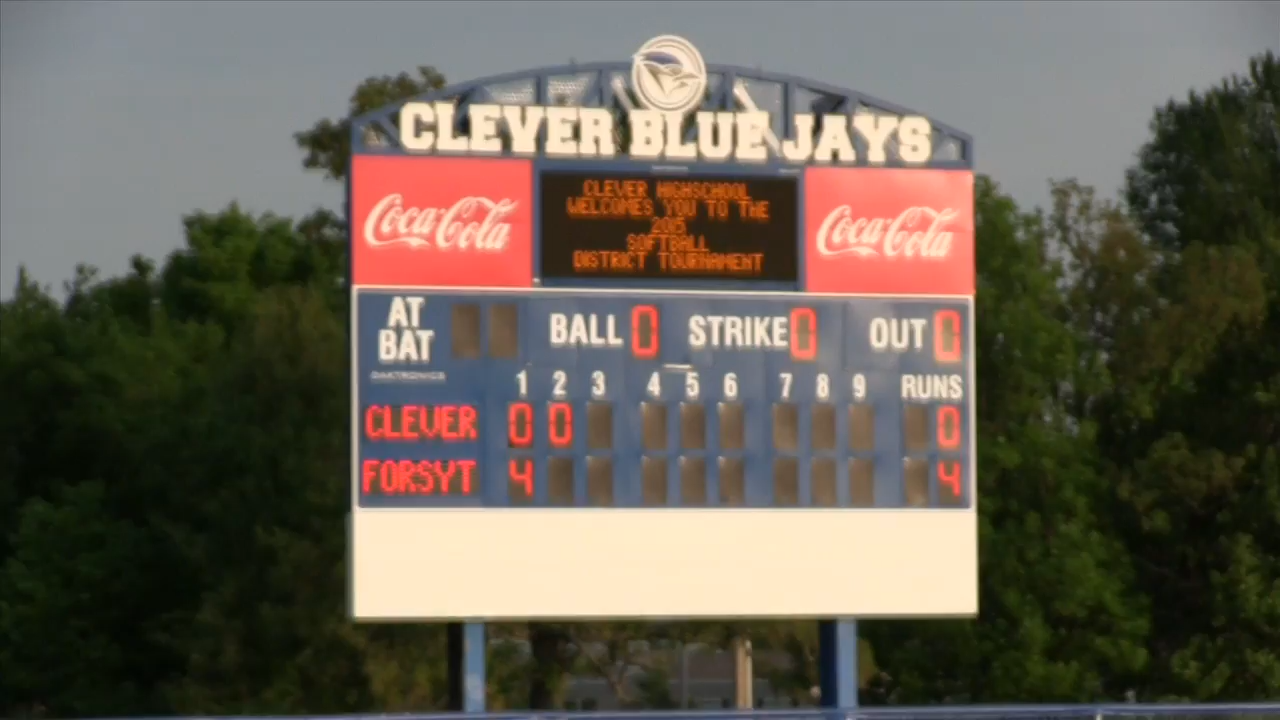 CLEVER BLUE JAYS
Coca-Cola
CLEVER HIGHSCHOOL
WELCOMES YOU TO THE
2015
SOFTBALL
DISTRICT TOURNAMENT
Coca-Cola
AT BAT BALL 0 STRIKE 0 OUT 0
DAKTRONICS
1 2 3 4 5 6 7 8 9 RUNS
CLEVER 0 0 0
FORSYT 4 4